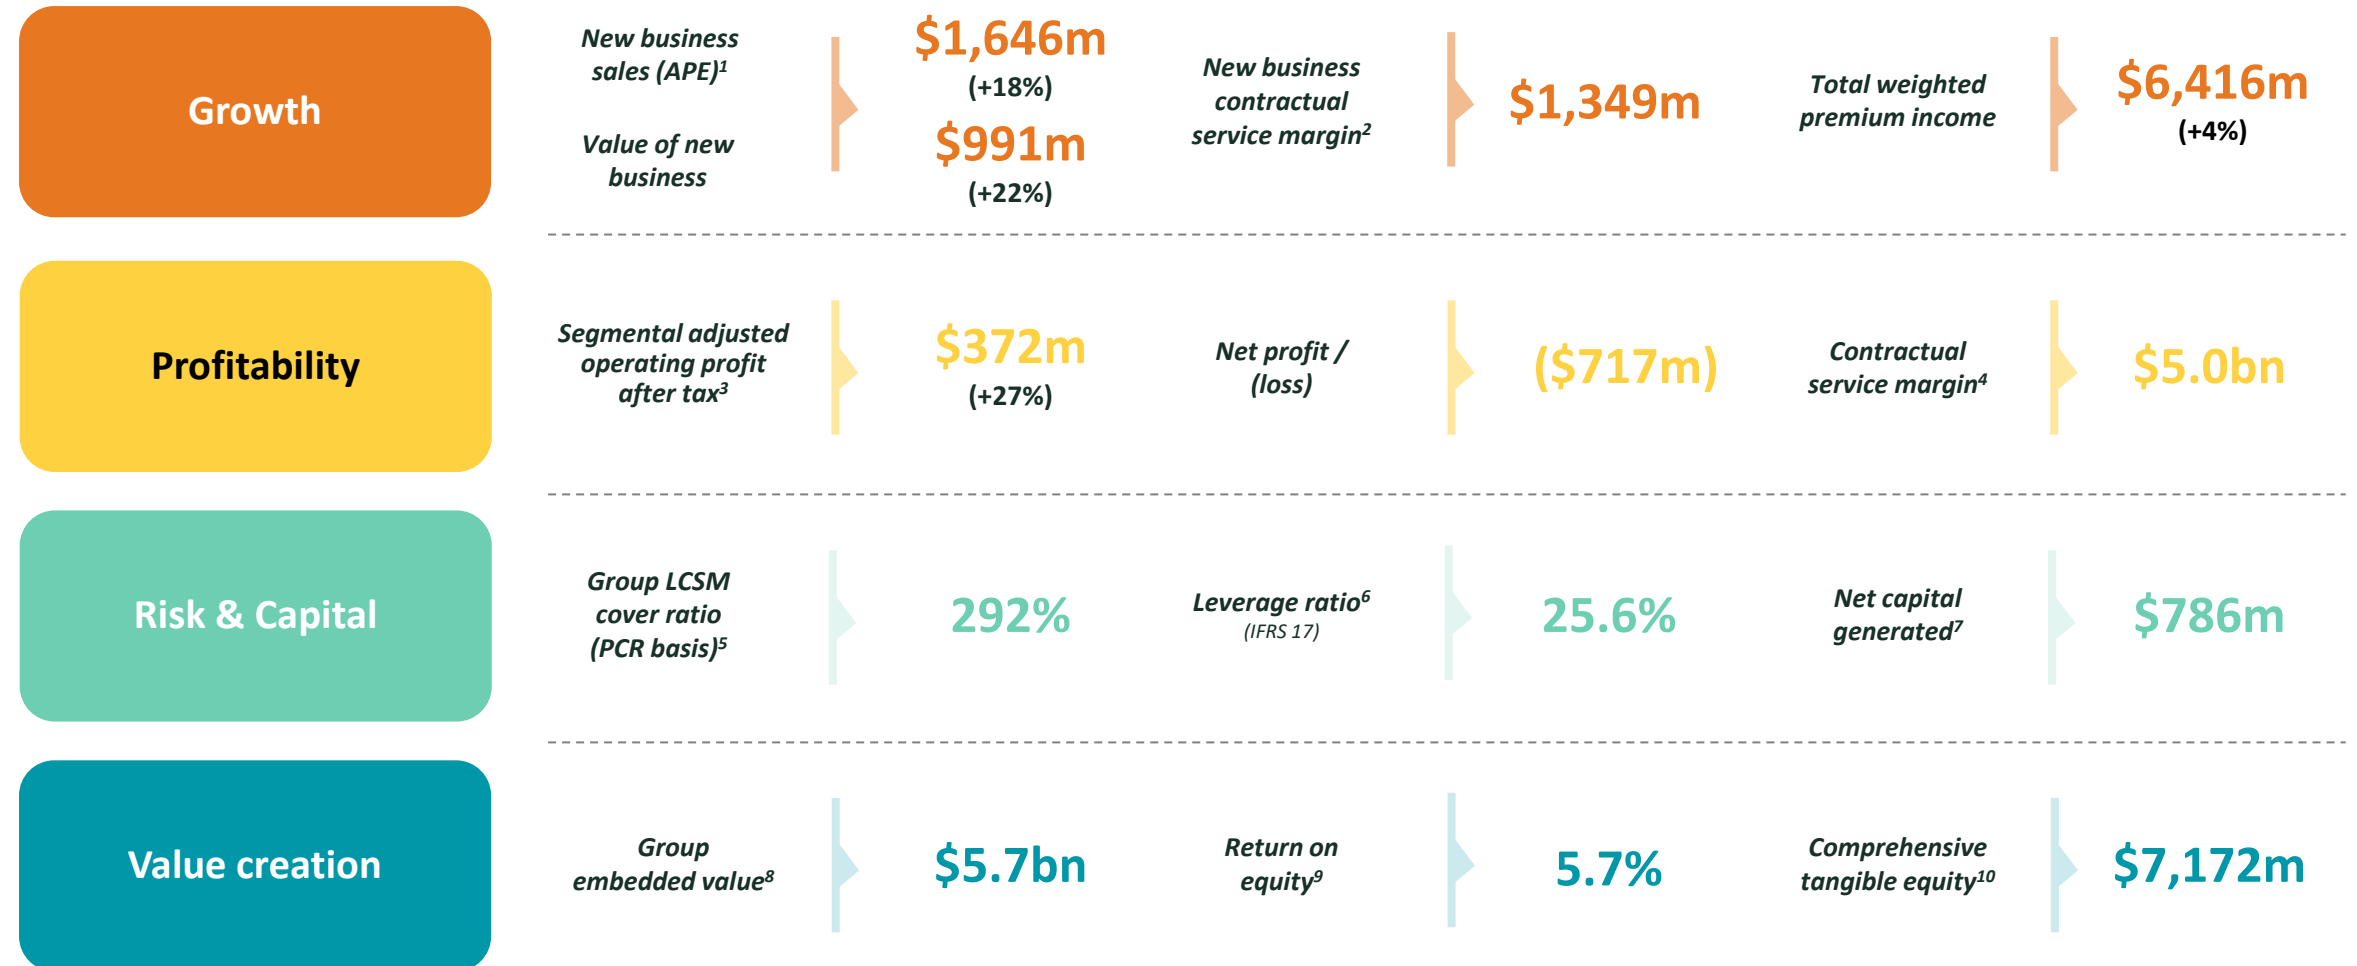 Growth
New business
sales (APE)1
$1,646m
(+18%)
Value of new
business
$991m
(+22%)
New business
contractual
service margin2
$1,349m
Total weighted
premium income
$6,416m
(+4%)
Profitability
Segmental adjusted
operating profit
after tax3
$372m
(+27%)
Net profit /
(loss)
($717m)
Contractual
service margin4
$5.0bn
Risk & Capital
Group LCSM
cover ratio
(PCR basis)5
292%
Leverage ratio6
(IFRS 17)
25.6%
Net capital
generated7
$786m
Value creation
Group
embedded value8
$5.7bn
Return on
equity9
5.7%
Comprehensive
tangible equity10
$7,172m